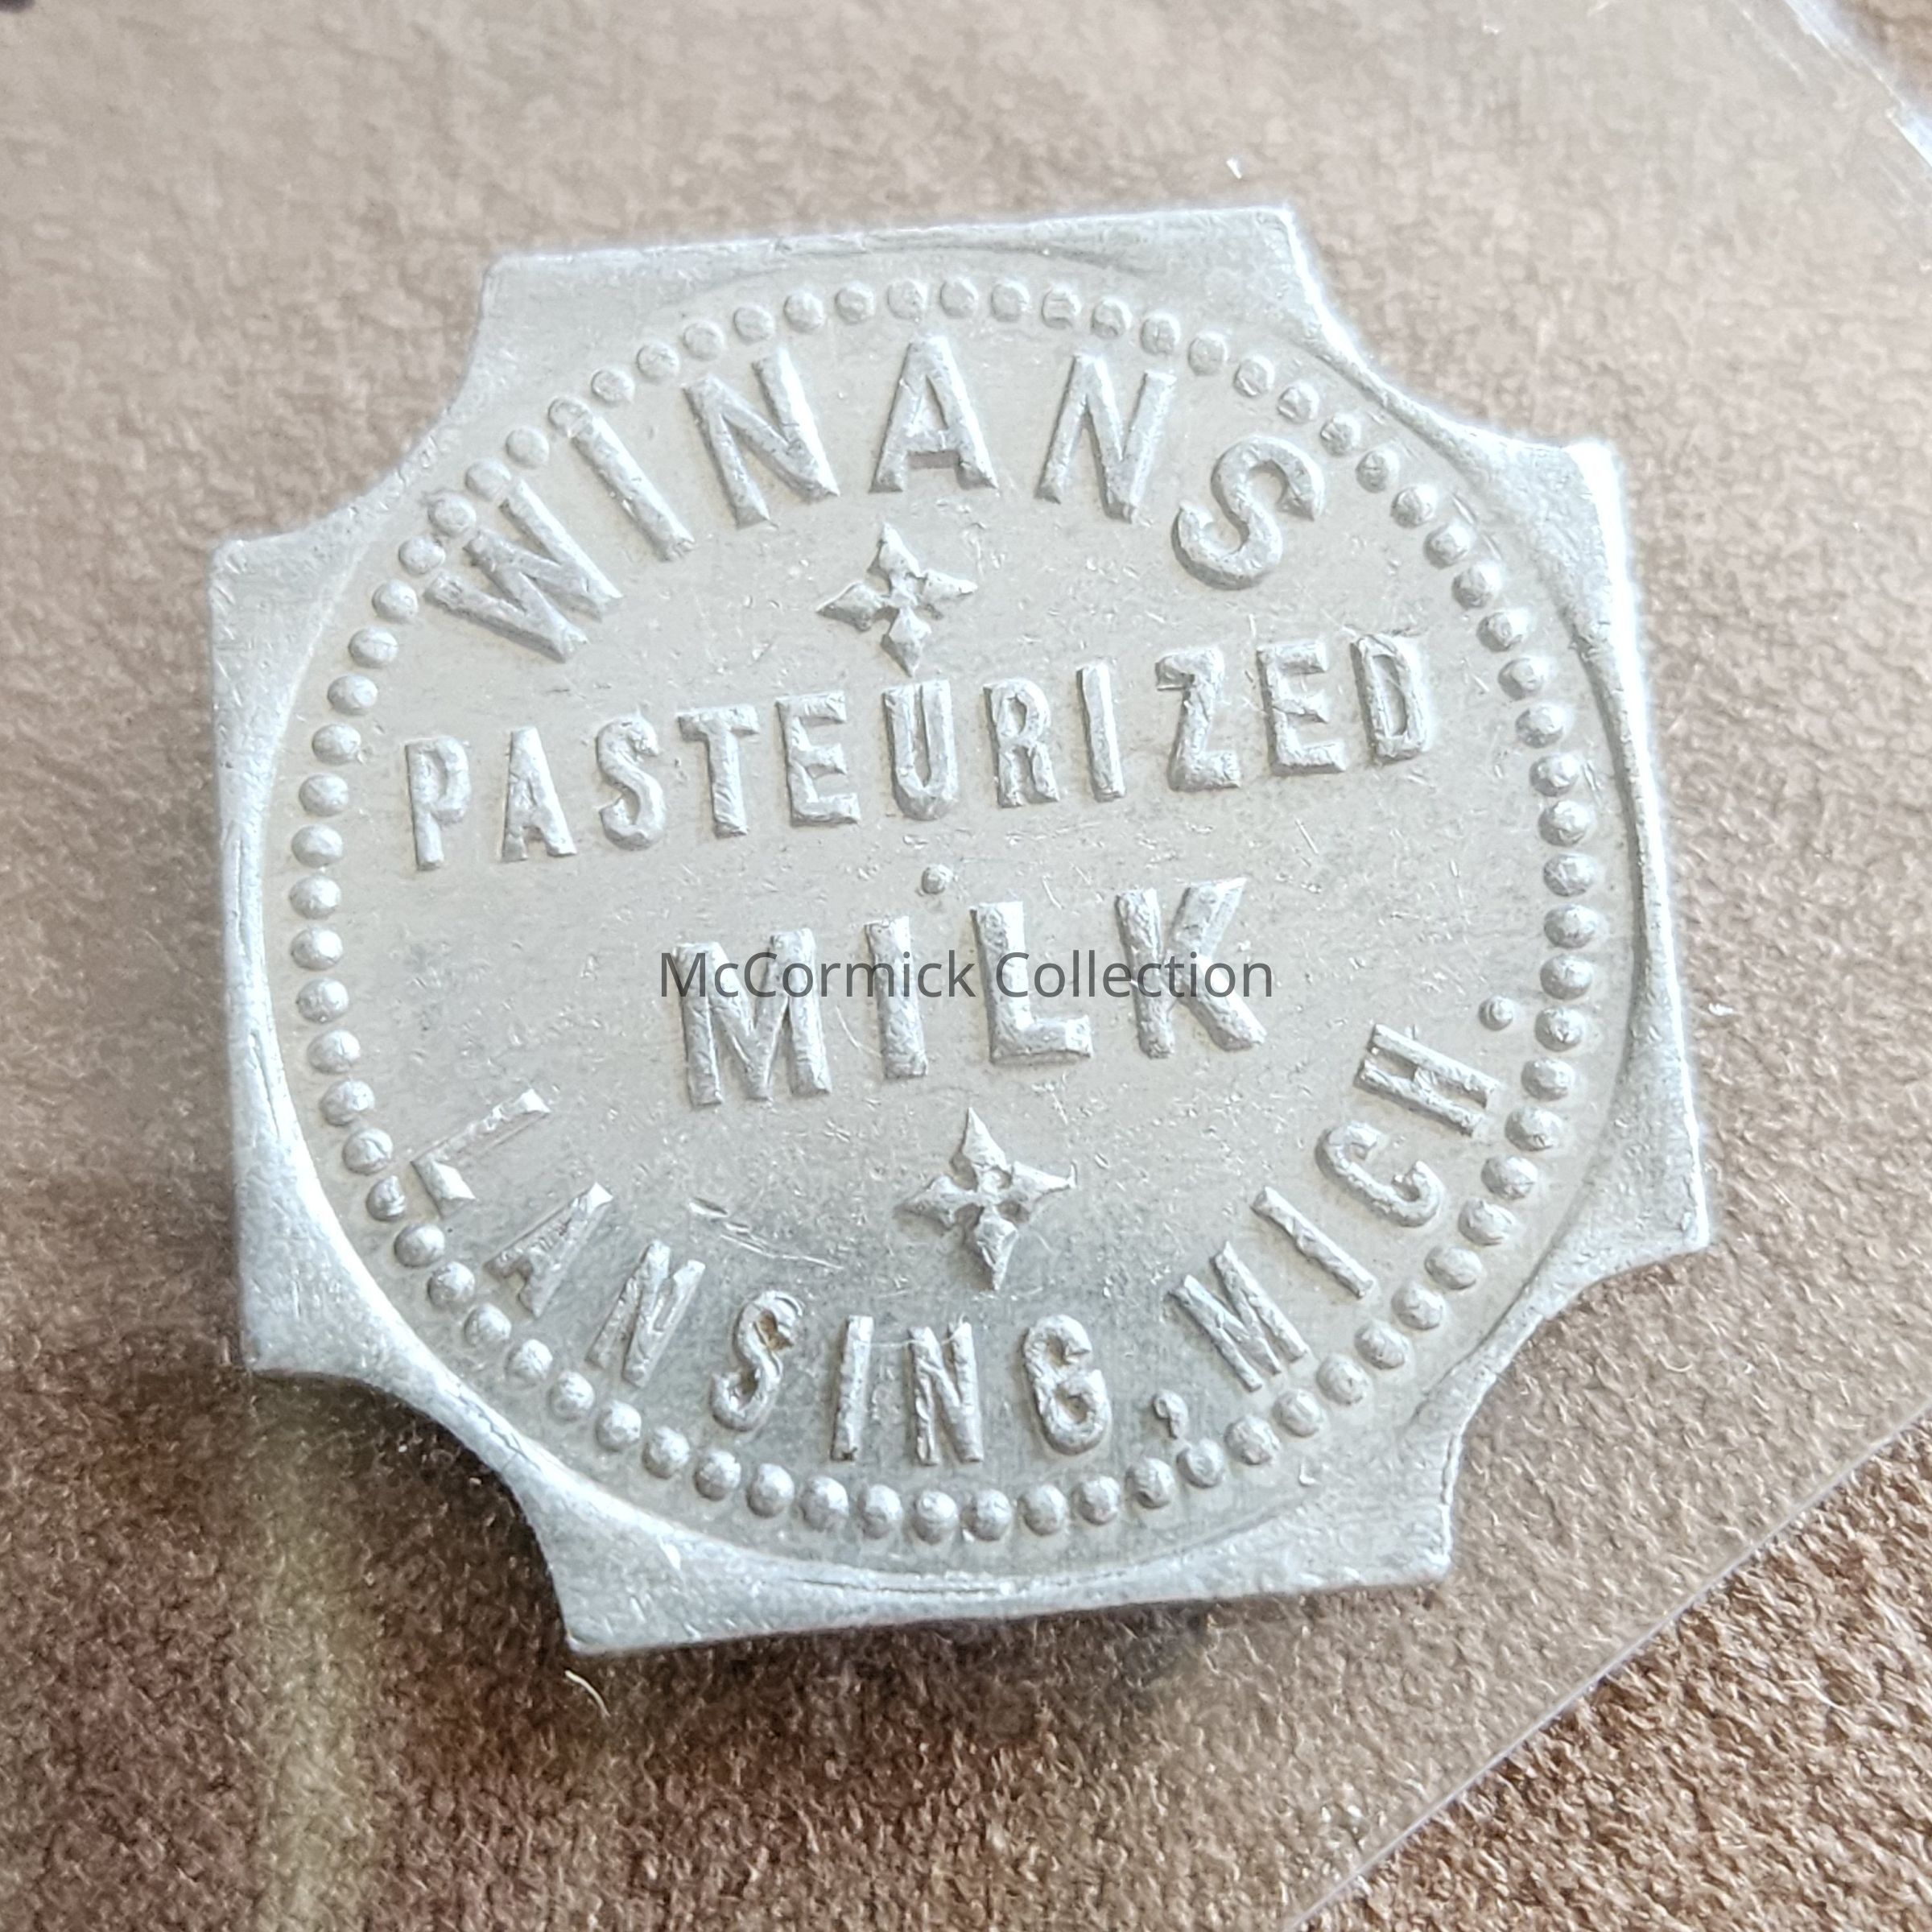 WINANS
PASTEURIZED
MILK
McCormick Collection
LANSING, MICH.